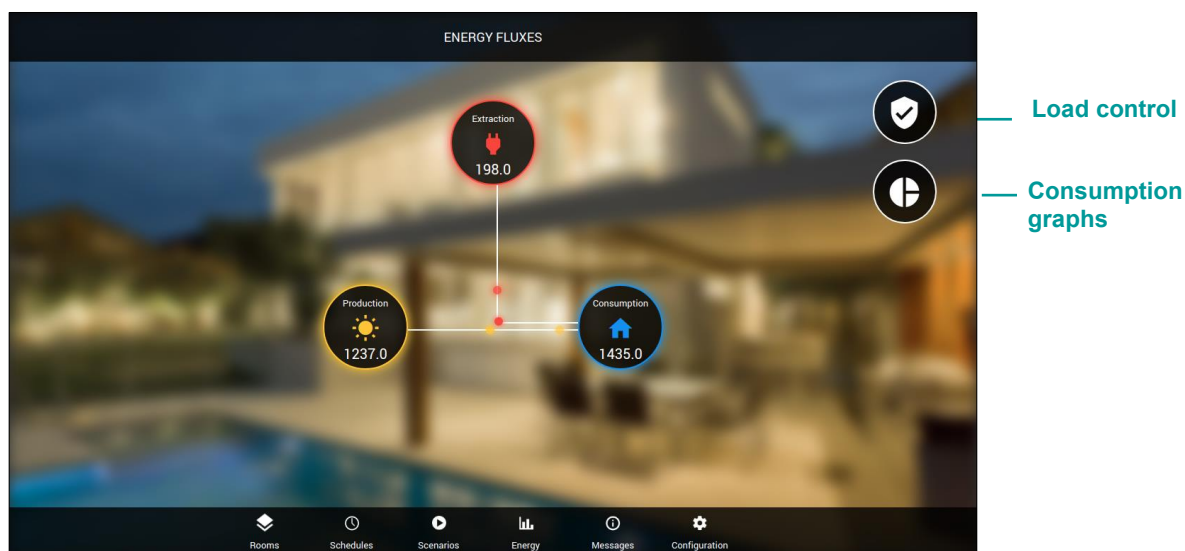 ENERGY FLUXES
Extraction
198.0
Load control
Consumption
graphs
Production
1237.0
Consumption
1435.0
Rooms
Schedules
Scenarios
Energy
Messages
Configuration